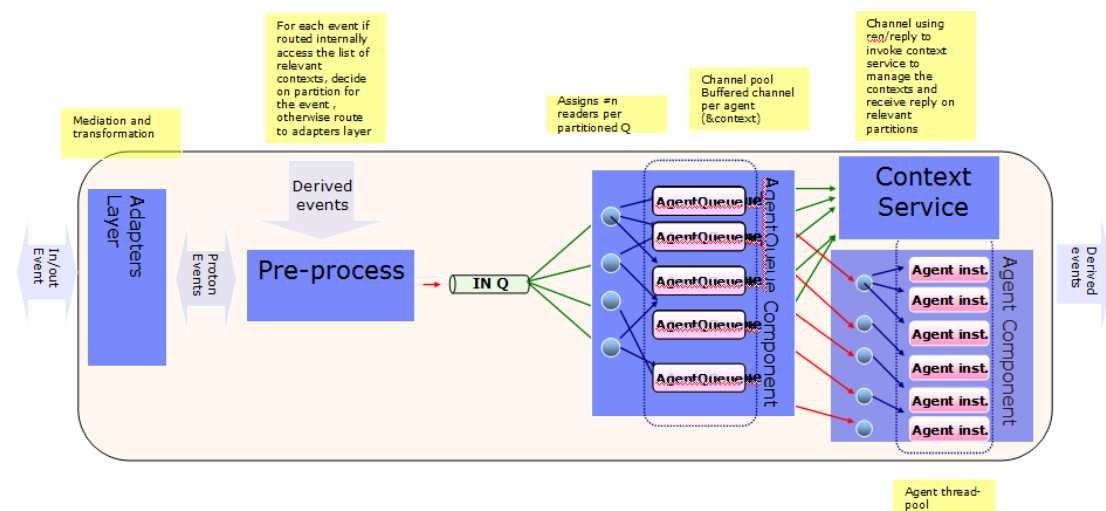 For each event if
routed internally
access the list of
relevant
contexts, decide
on partition for
the event ,
otherwise route
to adapters layer
Channel using
req/reply to
invoke context
service to
manage the
contexts and
receive reply on
relevant
partitions
Channel pool
Buffered channel
per agent
(&context)
Assigns #n
readers per
partitioned Q
Mediation and
transformation
Derived
events
Adapters
Layer
In/out
Event
Proton
Events
Pre-process
IN Q
AgentQueue
AgentQueue
AgentQueue
AgentQueue
AgentQueue
AgentQueue Component
Context
Service
Agent inst.
Agent inst.
Agent inst.
Agent inst.
Agent inst.
Agent inst.
Agent Component
Derived
events
Agent thread-
pool